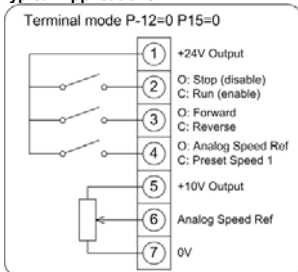 Terminal mode P-12=0 P15=0
1 +24V Output
2 O: Stop (disable)
C: Run (enable)
3 O: Forward
C: Reverse
4 O: Analog Speed Ref
C: Preset Speed 1
5 +10V Output
6 Analog Speed Ref
7 0V